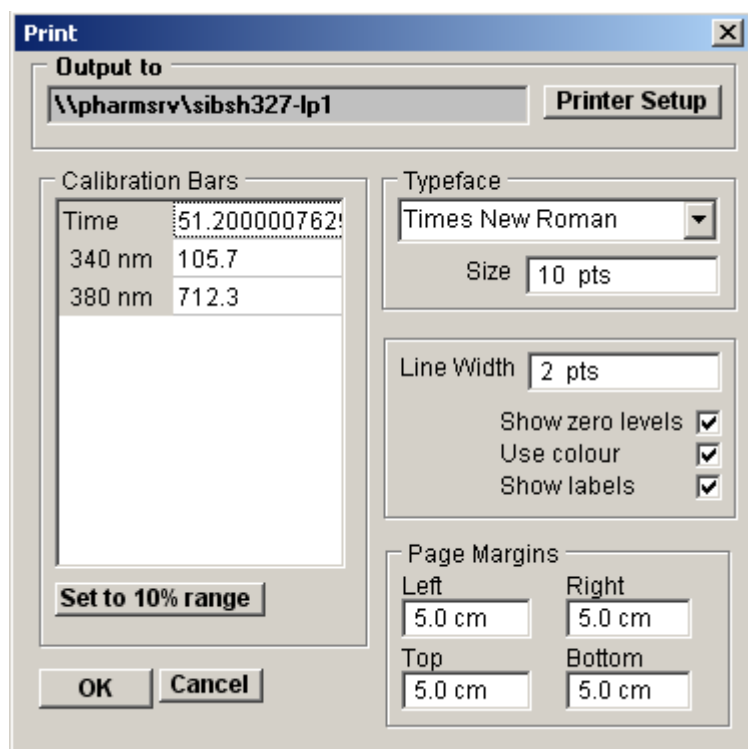 Print
Output to
\\pharmsrv\sibsh327-lp1
Printer Setup
Calibration Bars
Time 51.2000007629
340 nm 105.7
380 nm 712.3
Set to 10% range
OK
Cancel
Typeface
Times New Roman
Size 10 pts
Line Width 2 pts
Show zero levels
Use colour
Show labels
Page Margins
Left
Right
5.0 cm
5.0 cm
Top
Bottom
5.0 cm
5.0 cm